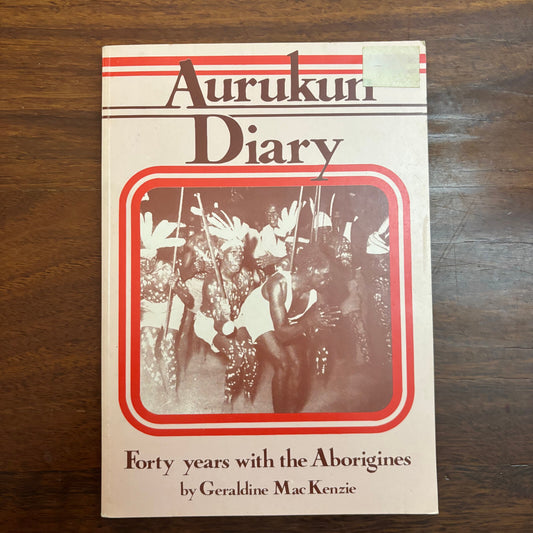 Aurukun
Diary
Forty years with the Aborigines
by Geraldine MacKenzie